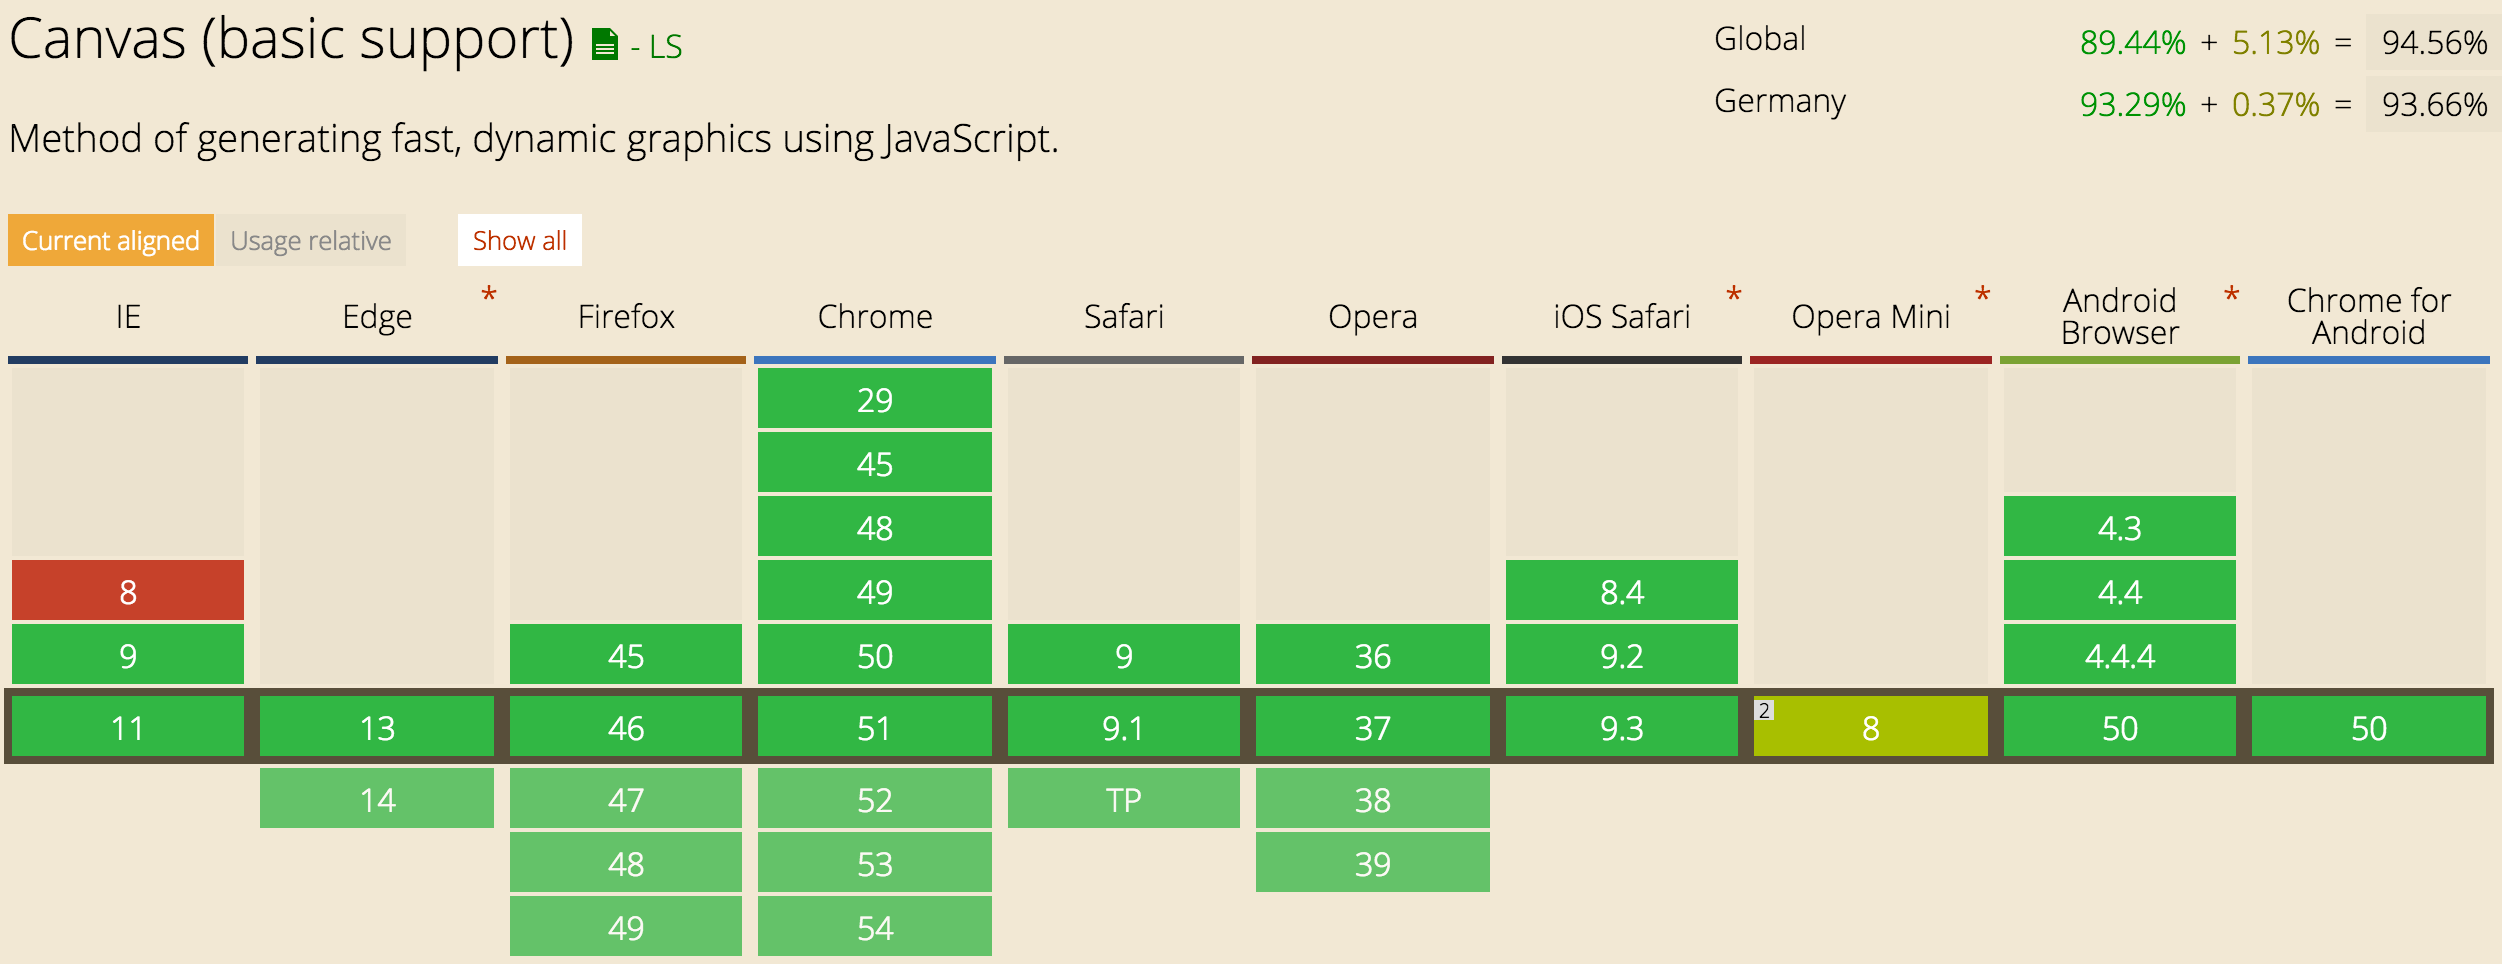 Canvas (basic support) - LS
Global 89.44% + 5.13% = 94.56%
Germany 93.29% + 0.37% = 93.66%
Method of generating fast, dynamic graphics using JavaScript.
Current aligned Usage relative Show all
IE Edge * Firefox Chrome Safari Opera iOS Safari * Opera Mini * Android Browser * Chrome for Android
29
45
48 4.3
8 49 8.4 4.4
9 45 50 9 36 9.2 4.4.4
11 13 46 51 9.1 37 9.3 2 8 50 50
14 47 52 TP 38
48 53 39
49 54